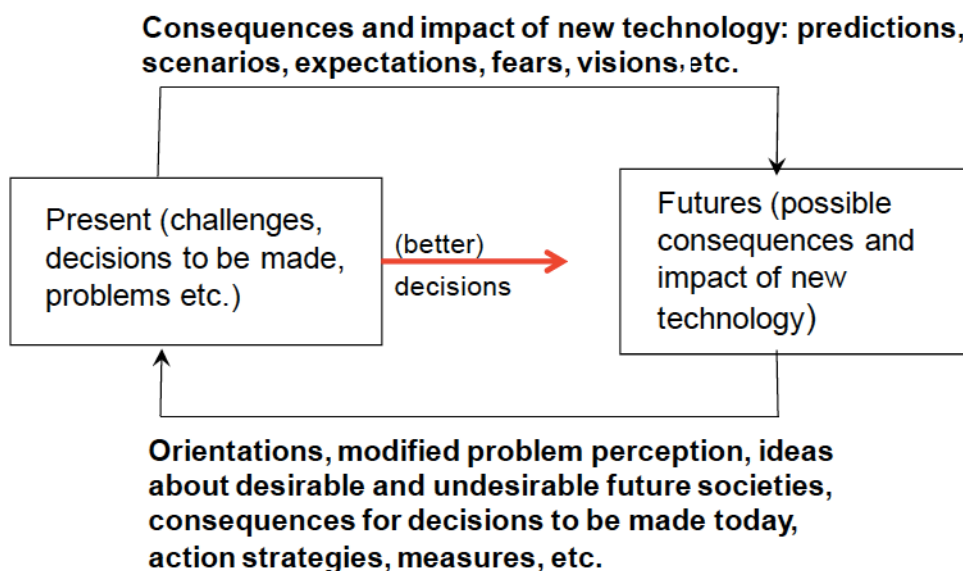 Consequences and impact of new technology: predictions,
scenarios, expectations, fears, visions, etc.
Present (challenges,
decisions to be made,
problems etc.)
(better)
decisions
Futures (possible
consequences and
impact of new
technology)
Orientations, modified problem perception, ideas
about desirable and undesirable future societies,
consequences for decisions to be made today,
action strategies, measures, etc.